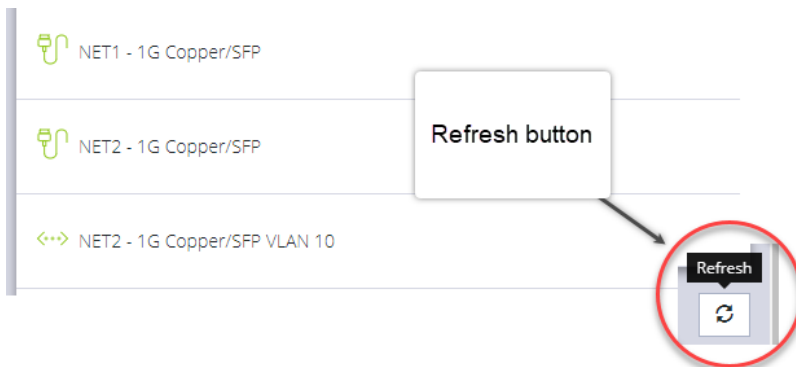 NET1 - 1G Copper/SFP
NET2 - 1G Copper/SFP
Refresh button
NET2 - 1G Copper/SFP VLAN 10
Refresh